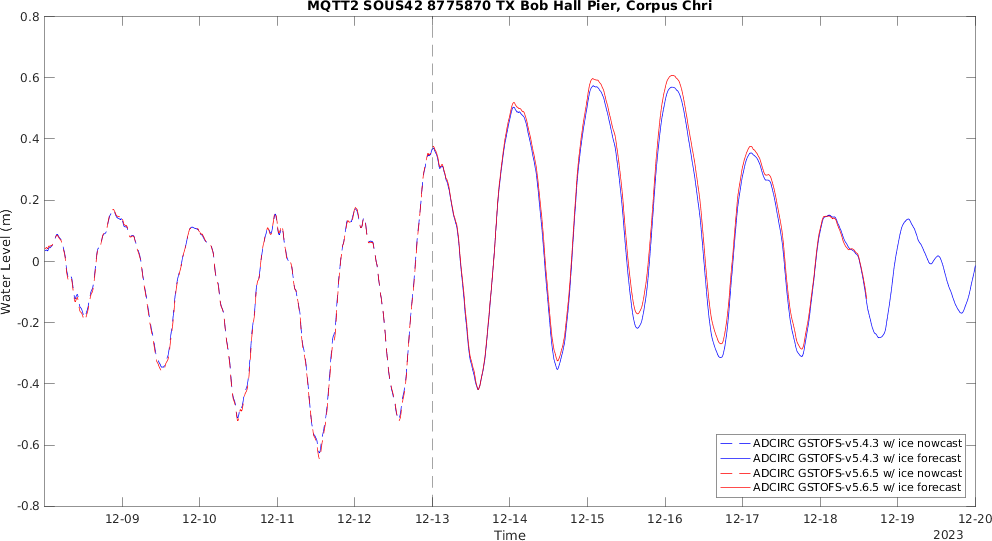 MQTT2 SOUS42 8775870 TX Bob Hall Pier, Corpus Chri
0.8
0.6
0.4
0.2
0
-0.2
-0.4
-0.6
-0.8
Water Level (m)
ADCIRC GSTOFS-v5.4.3 w/ ice nowcast
ADCIRC GSTOFS-v5.4.3 w/ ice forecast
ADCIRC GSTOFS-v5.6.5 w/ ice nowcast
ADCIRC GSTOFS-v5.6.5 w/ ice forecast
12-09 12-10 12-11 12-12 12-13 12-14 12-15 12-16 12-17 12-18 12-19 12-20
Time
2023